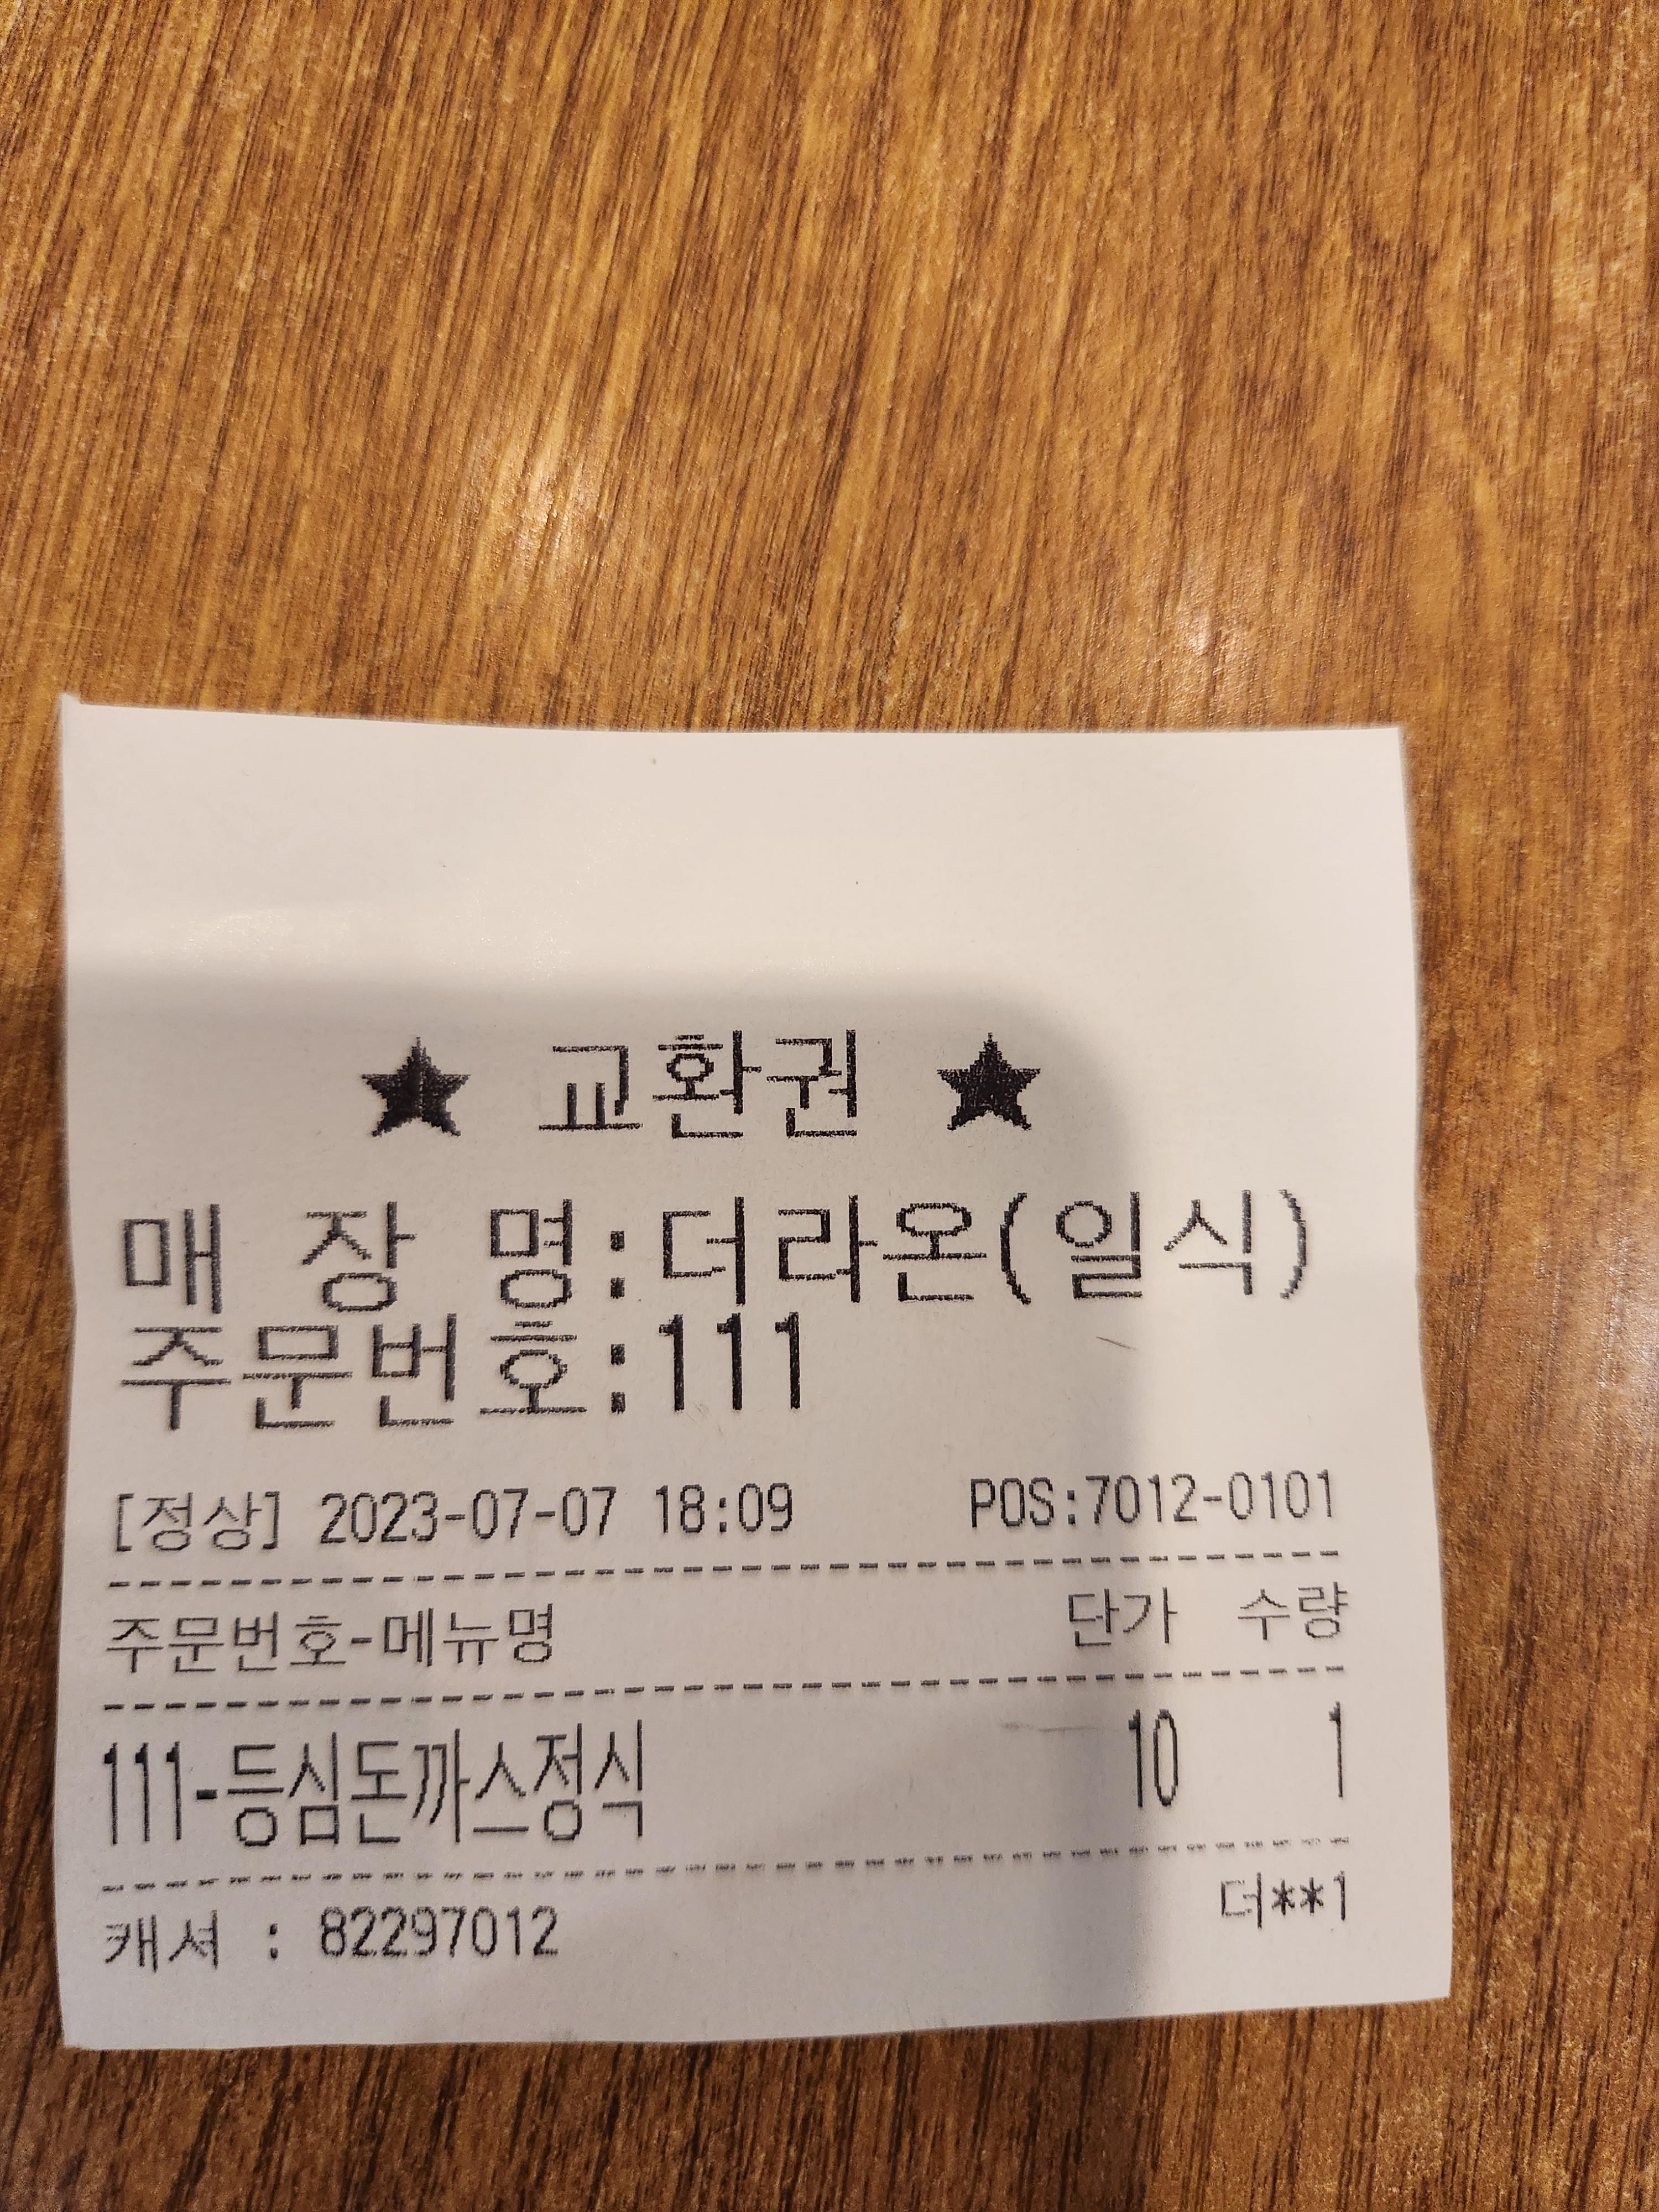 ★ 교환권 ★
매 장 명:더라온(일식)
주문번호:111
[정상] 2023-07-07 18:09 POS:7012-0101
주문번호-메뉴명 단가 수량
111-등심돈까스정식 10 1
더**1
캐셔 : 82297012